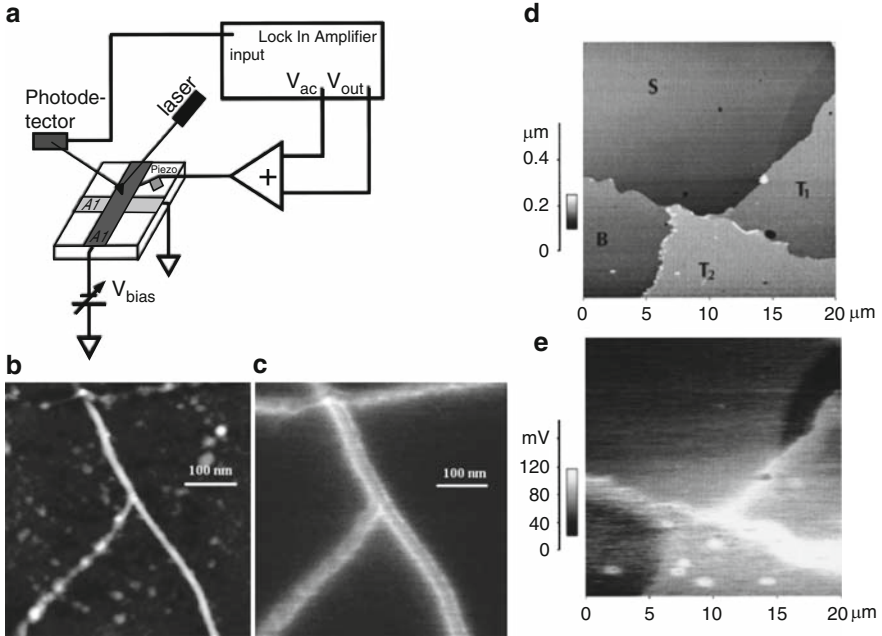 a
Lock In Amplifier
input
Vac Vout
Photode-
tector
laser
Piezo
+
A1
A1
Vbias
b
100 nm
c
100 nm
d
S
T1
B
T2
μm
0.4
0.2
0
0 5 10 15 20 μm
e
mV
120
80
40
0
0 5 10 15 20 μm